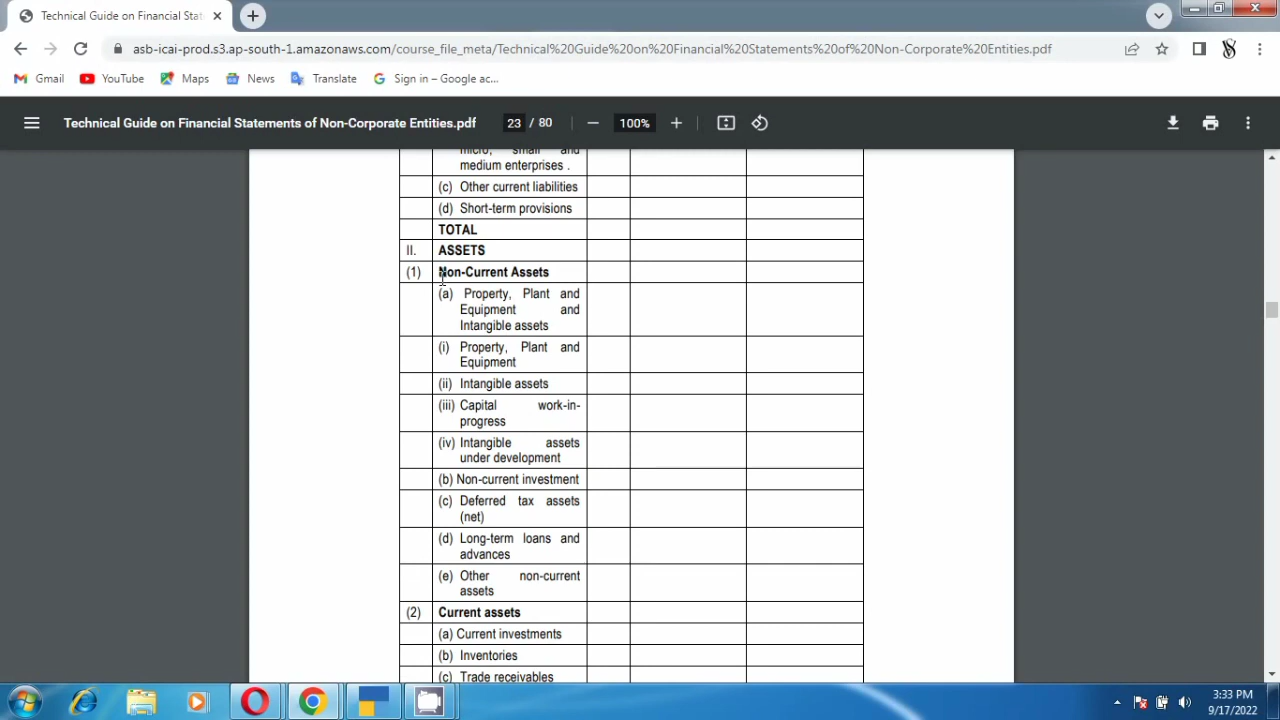 Technical Guide on Financial Stat
asb-icai-prod.s3.ap-south-1.amazonaws.com/course_file_meta/Technical%20Guide%20on%20Financial%20Statements%20of%20Non-Corporate%20Entities.pdf
Gmail YouTube Maps News Translate Sign in – Google ac...
Technical Guide on Financial Statements of Non-Corporate Entities.pdf 23 / 80 100%
micro, small and
medium enterprises .
(c) Other current liabilities
(d) Short-term provisions
TOTAL
II. ASSETS
(1) Non-Current Assets
(a) Property, Plant and
Equipment and
Intangible assets
(i) Property, Plant and
Equipment
(ii) Intangible assets
(iii) Capital work-in-
progress
(iv) Intangible assets
under development
(b) Non-current investment
(c) Deferred tax assets
(net)
(d) Long-term loans and
advances
(e) Other non-current
assets
(2) Current assets
(a) Current investments
(b) Inventories
(c) Trade receivables
3:33 PM
9/17/2022